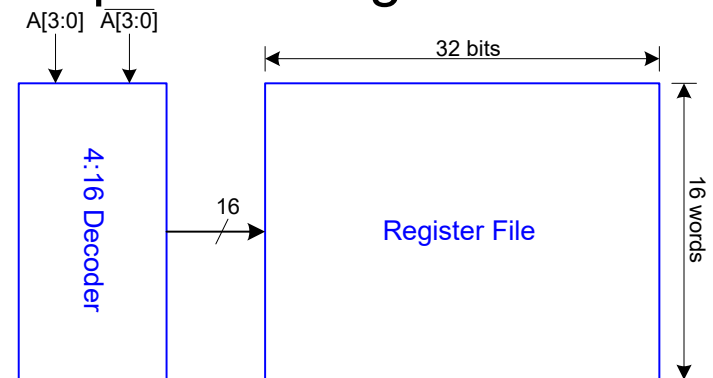 A[3:0] A[3:0]
32 bits
4:16 Decoder
16
Register File
16 words